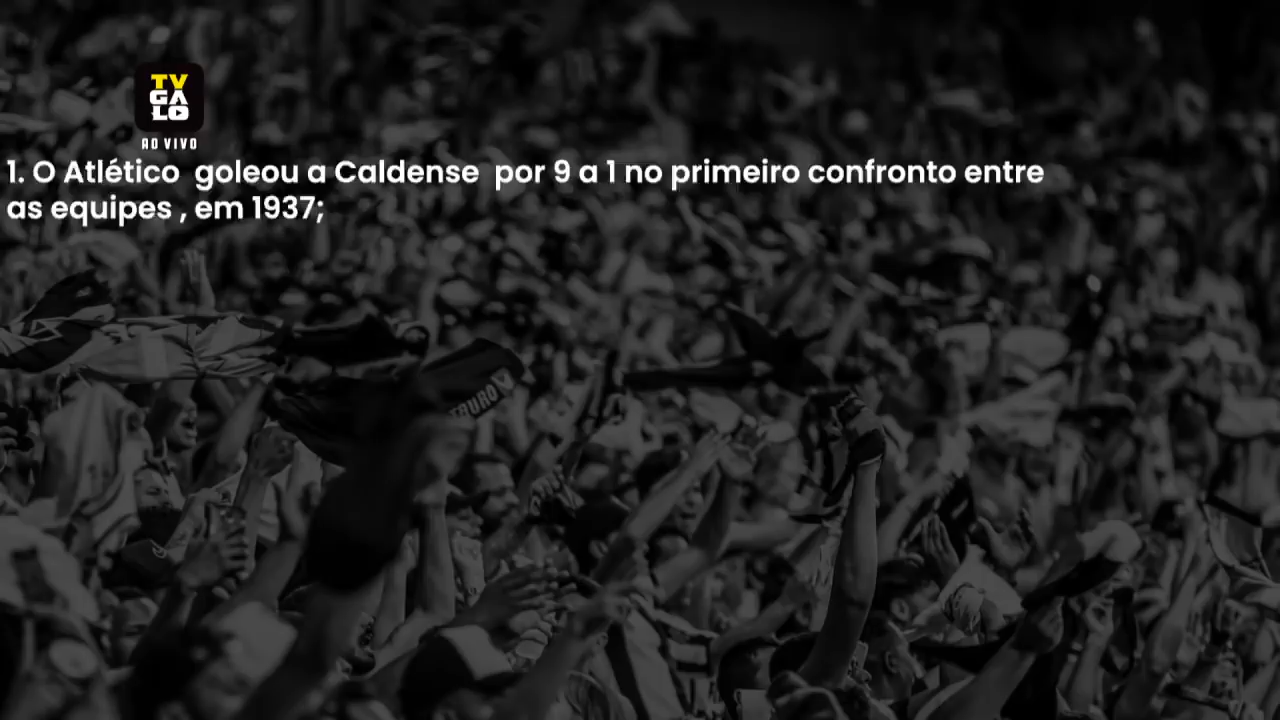 TV
GA
LO
AO VIVO
1. O Atlético goleou a Caldense por 9 a 1 no primeiro confronto entre
as equipes , em 1937;
TAURO